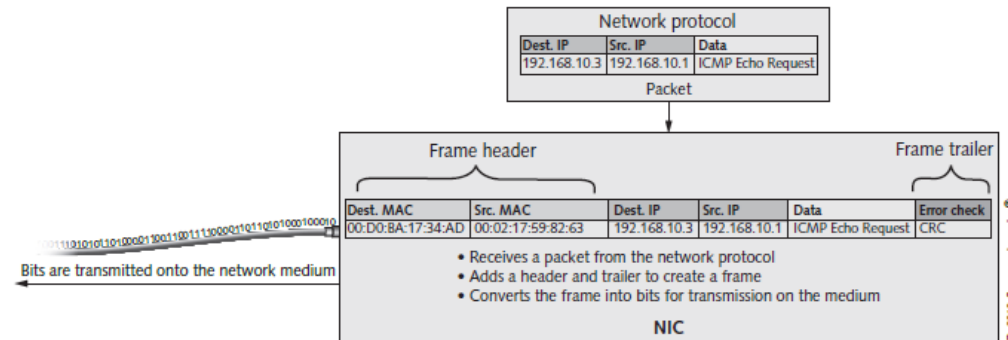 Network protocol
Dest. IP Src. IP Data
192.168.10.3 192.168.10.1 ICMP Echo Request
Packet
Frame header
Frame trailer
Dest. MAC Src. MAC Dest. IP Src. IP Data Error check
00:D0:BA:17:34:AD 00:02:17:59:82:63 192.168.10.3 192.168.10.1 ICMP Echo Request CRC
Bits are transmitted onto the network medium
• Receives a packet from the network protocol
• Adds a header and trailer to create a frame
• Converts the frame into bits for transmission on the medium
NIC